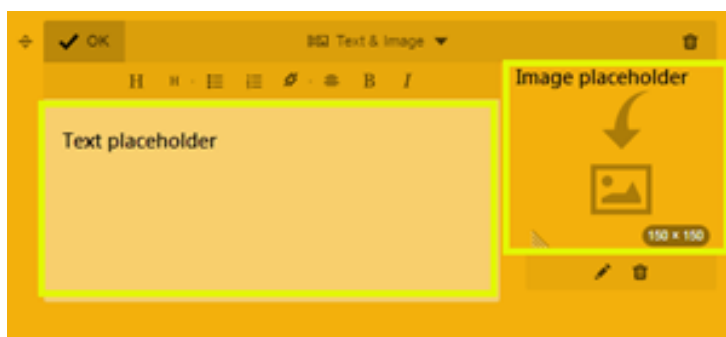 OK
Text & Image
H H B I
Text placeholder
Image placeholder
150 × 150